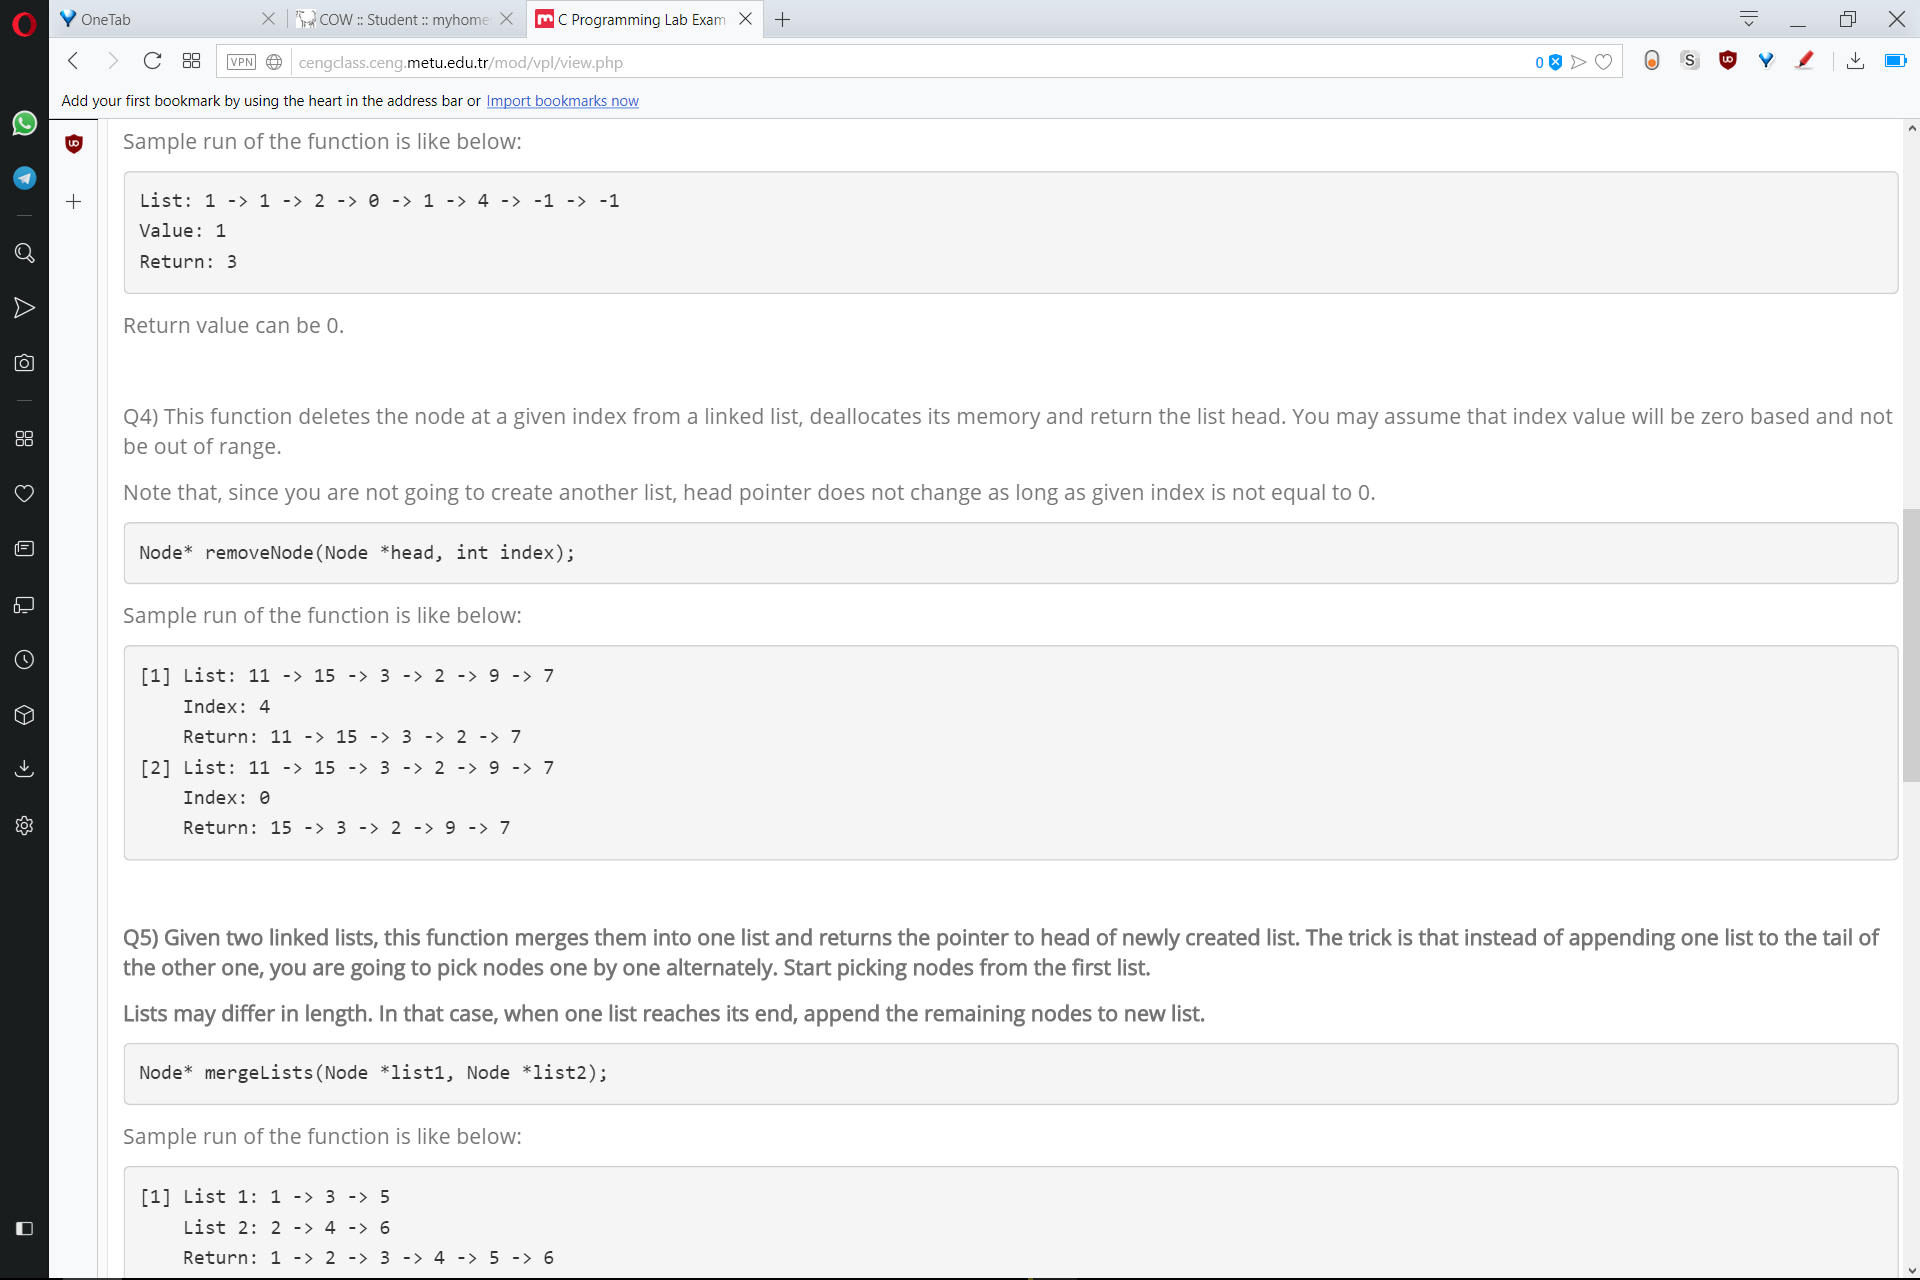 OneTab
COW :: Student :: myhome
C Programming Lab Exam
VPN
cengclass.ceng.metu.edu.tr/mod/vpl/view.php
0
Add your first bookmark by using the heart in the address bar or Import bookmarks now
Sample run of the function is like below:
List: 1 -> 1 -> 2 -> 0 -> 1 -> 4 -> -1 -> -1
Value: 1
Return: 3
Return value can be 0.
Q4) This function deletes the node at a given index from a linked list, deallocates its memory and return the list head. You may assume that index value will be zero based and not
be out of range.
Note that, since you are not going to create another list, head pointer does not change as long as given index is not equal to 0.
Node* removeNode(Node *head, int index);
Sample run of the function is like below:
[1] List: 11 -> 15 -> 3 -> 2 -> 9 -> 7
Index: 4
Return: 11 -> 15 -> 3 -> 2 -> 7
[2] List: 11 -> 15 -> 3 -> 2 -> 9 -> 7
Index: 0
Return: 15 -> 3 -> 2 -> 9 -> 7
Q5) Given two linked lists, this function merges them into one list and returns the pointer to head of newly created list. The trick is that instead of appending one list to the tail of
the other one, you are going to pick nodes one by one alternately. Start picking nodes from the first list.
Lists may differ in length. In that case, when one list reaches its end, append the remaining nodes to new list.
Node* mergeLists(Node *list1, Node *list2);
Sample run of the function is like below:
[1] List 1: 1 -> 3 -> 5
List 2: 2 -> 4 -> 6
Return: 1 -> 2 -> 3 -> 4 -> 5 -> 6